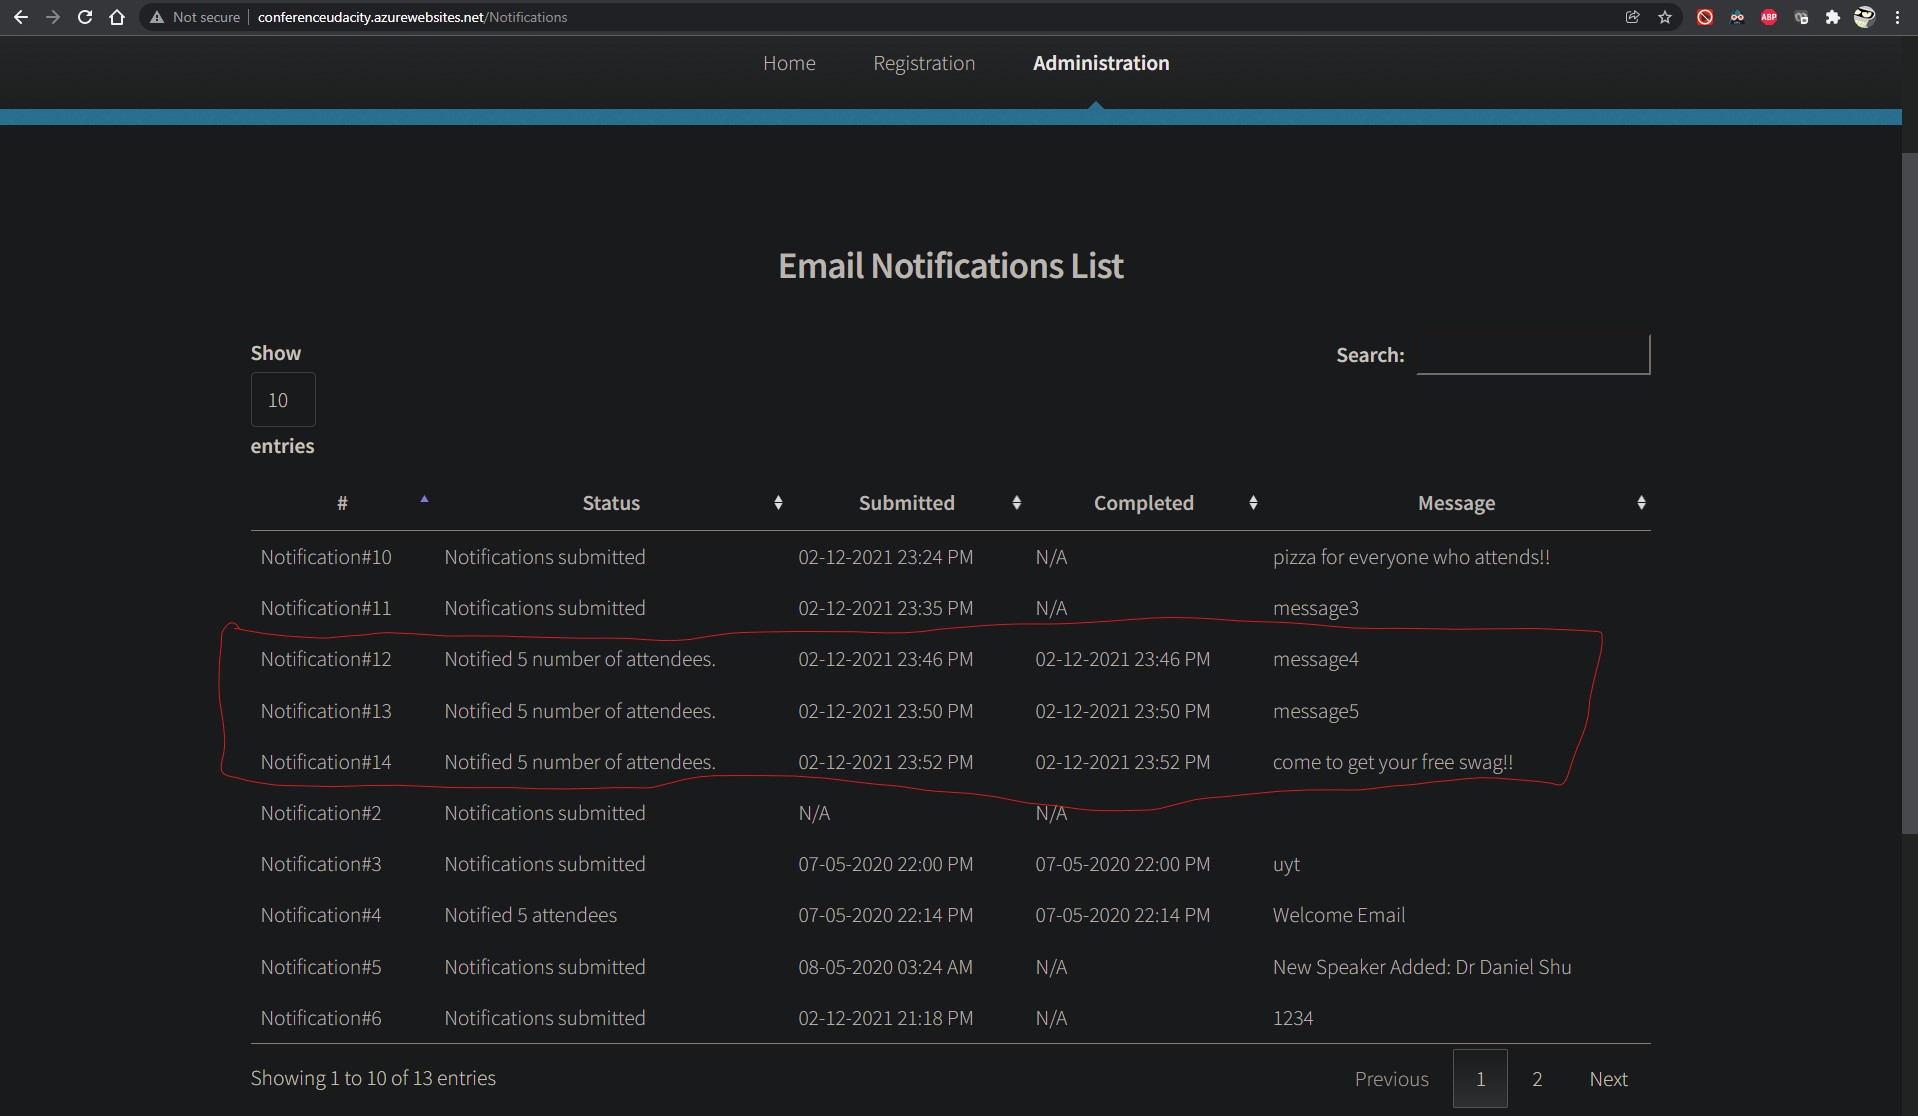 Not secure conferenceudacity.azurewebsites.net/Notifications ABP
Home Registration Administration
Email Notifications List
Show
Search:
10
entries
# Status Submitted Completed Message
Notification#10 Notifications submitted 02-12-2021 23:24 PM N/A pizza for everyone who attends!!
Notification#11 Notifications submitted 02-12-2021 23:35 PM N/A message3
Notification#12 Notified 5 number of attendees. 02-12-2021 23:46 PM 02-12-2021 23:46 PM message4
Notification#13 Notified 5 number of attendees. 02-12-2021 23:50 PM 02-12-2021 23:50 PM message5
Notification#14 Notified 5 number of attendees. 02-12-2021 23:52 PM 02-12-2021 23:52 PM come to get your free swag!!
Notification#2 Notifications submitted N/A N/A
Notification#3 Notifications submitted 07-05-2020 22:00 PM 07-05-2020 22:00 PM uyt
Notification#4 Notified 5 attendees 07-05-2020 22:14 PM 07-05-2020 22:14 PM Welcome Email
Notification#5 Notifications submitted 08-05-2020 03:24 AM N/A New Speaker Added: Dr Daniel Shu
Notification#6 Notifications submitted 02-12-2021 21:18 PM N/A 1234
Showing 1 to 10 of 13 entries Previous 1 2 Next